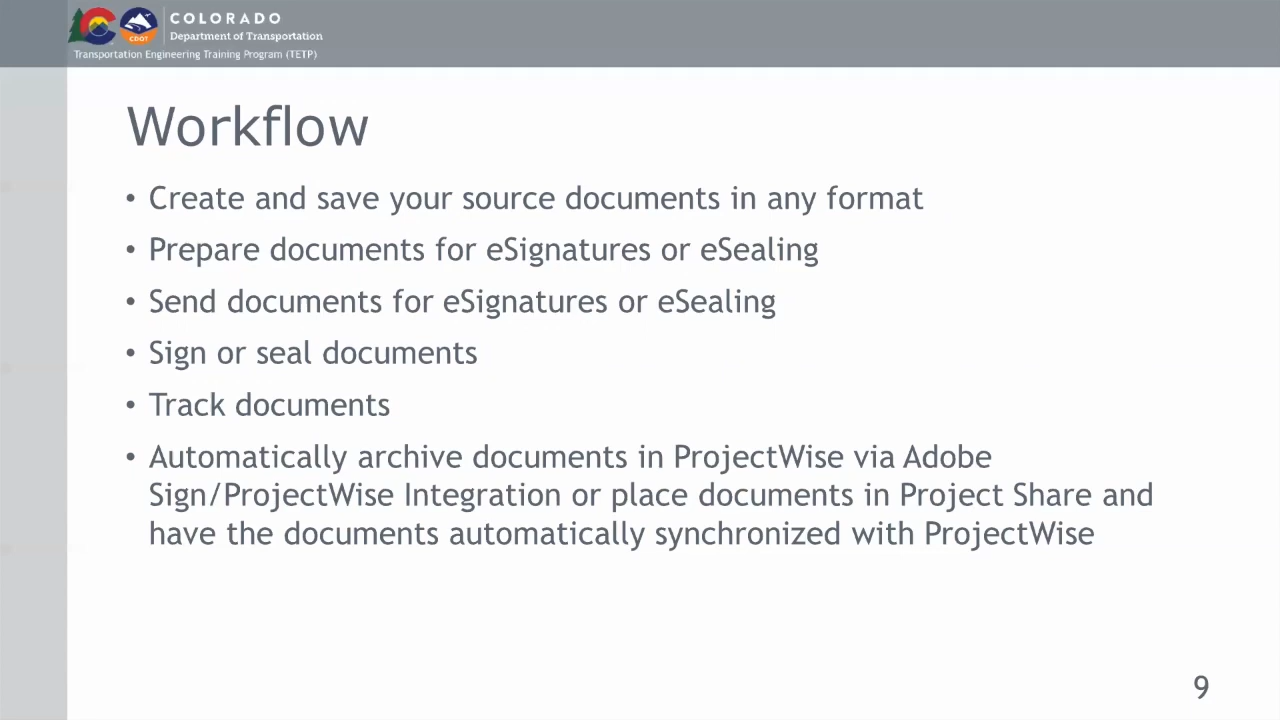 COLORADO
Department of Transportation
CDOT
Transportation Engineering Training Program (TETP)
Workflow
• Create and save your source documents in any format
• Prepare documents for eSignatures or eSealing
• Send documents for eSignatures or eSealing
• Sign or seal documents
• Track documents
• Automatically archive documents in ProjectWise via Adobe
Sign/ProjectWise Integration or place documents in Project Share and
have the documents automatically synchronized with ProjectWise
9